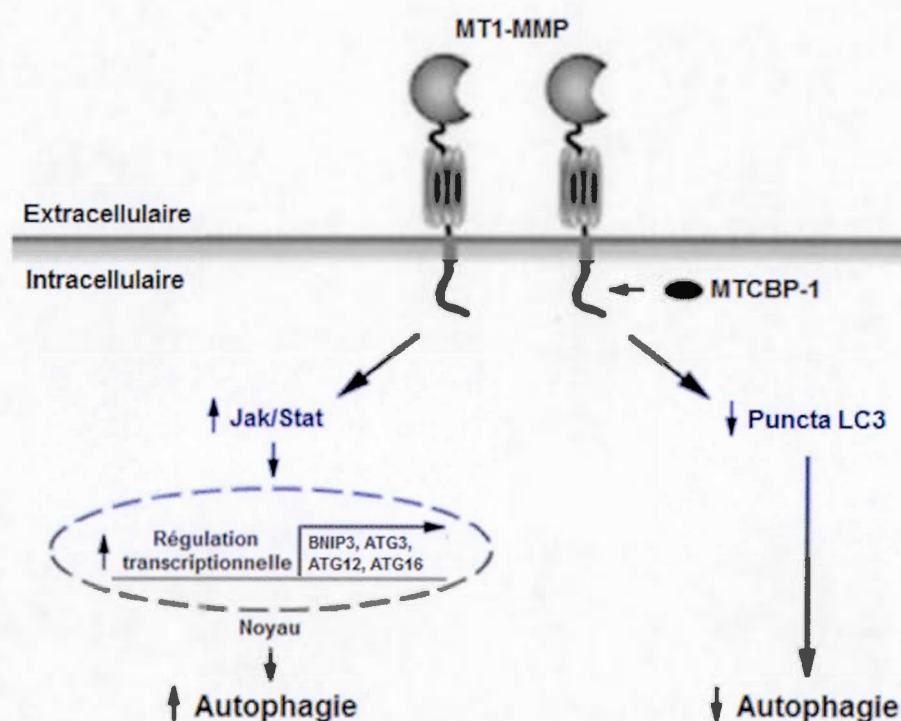 MT1-MMP
Extracellulaire
Intracellulaire
MTCBP-1
Jak/Stat
Puncta LC3
Régulation
transcriptionnelle
BNIP3, ATG3,
ATG12, ATG16
Noyau
Autophagie
Autophagie